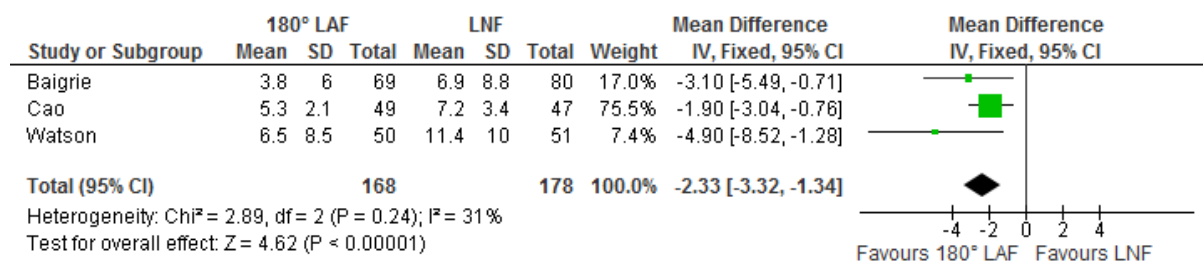 180° LAF LNF Mean Difference Mean Difference
Study or Subgroup Mean SD Total Mean SD Total Weight IV, Fixed, 95% CI IV, Fixed, 95% CI
Baigrie 3.8 6 69 6.9 8.8 80 17.0% -3.10 [-5.49, -0.71]
Cao 5.3 2.1 49 7.2 3.4 47 75.5% -1.90 [-3.04, -0.76]
Watson 6.5 8.5 50 11.4 10 51 7.4% -4.90 [-8.52, -1.28]
Total (95% CI) 168 178 100.0% -2.33 [-3.32, -1.34]
Heterogeneity: Chi² = 2.89, df = 2 (P = 0.24); I² = 31%
Test for overall effect: Z = 4.62 (P < 0.00001)
-4 -2 0 2 4
Favours 180° LAF Favours LNF